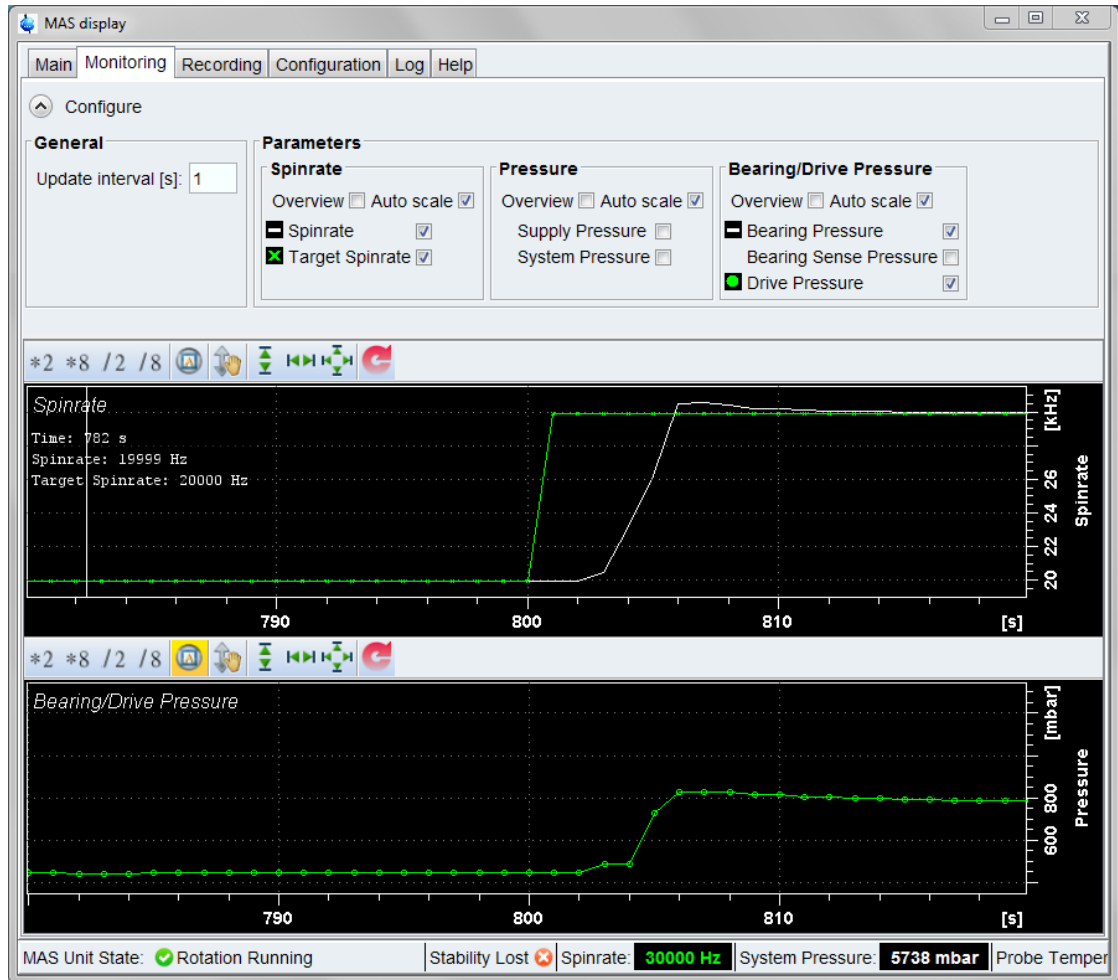 MAS display
Main Monitoring Recording Configuration Log Help
Configure
General
Update interval [s]: 1
Parameters
Spinrate
Overview Auto scale
Spinrate
Target Spinrate
Pressure
Overview Auto scale
Supply Pressure
System Pressure
Bearing/Drive Pressure
Overview Auto scale
Bearing Pressure
Bearing Sense Pressure
Drive Pressure
*2 *8 /2 /8
Spinrate
Time: 782 s
Spinrate: 19999 Hz
Target Spinrate: 20000 Hz
[kHz]
26
24
22
20
Spinrate
790 800 810 [s]
*2 *8 /2 /8
Bearing/Drive Pressure
[mbar]
800
600
Pressure
790 800 810 [s]
MAS Unit State: Rotation Running Stability Lost Spinrate: 30000 Hz System Pressure: 5738 mbar Probe Temper